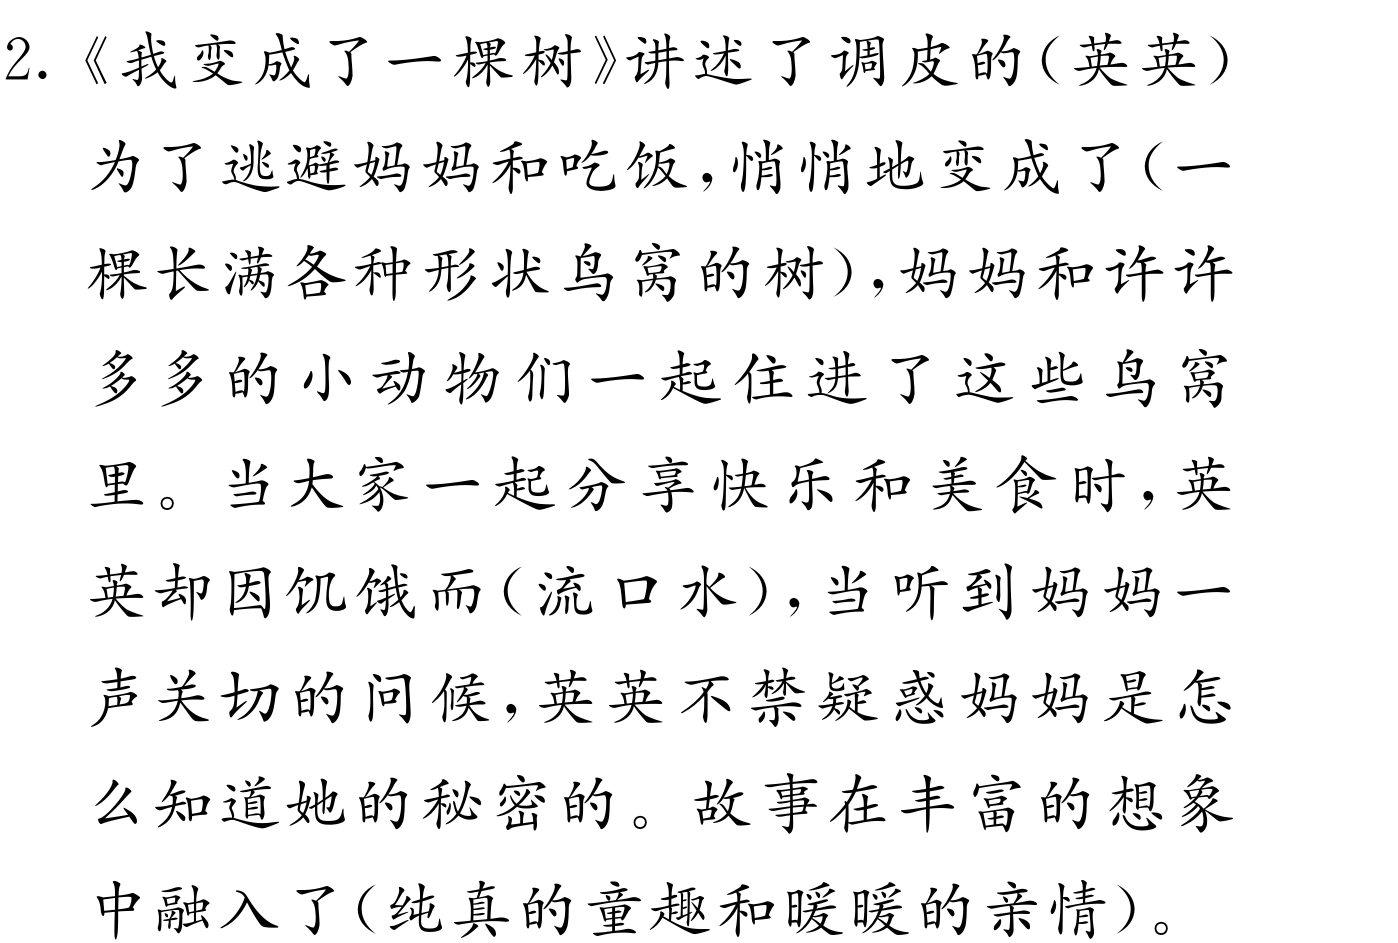 2.《我变成了一棵树》讲述了调皮的(英英)
为了逃避妈妈和吃饭,悄悄地变成了(一
棵长满各种形状鸟窝的树),妈妈和许许
多多的小动物们一起住进了这些鸟窝
里。当大家一起分享快乐和美食时,英
英却因饥饿而(流口水),当听到妈妈一
声关切的问候,英英不禁疑惑妈妈是怎
么知道她的秘密的。故事在丰富的想象
中融入了(纯真的童趣和暖暖的亲情)。